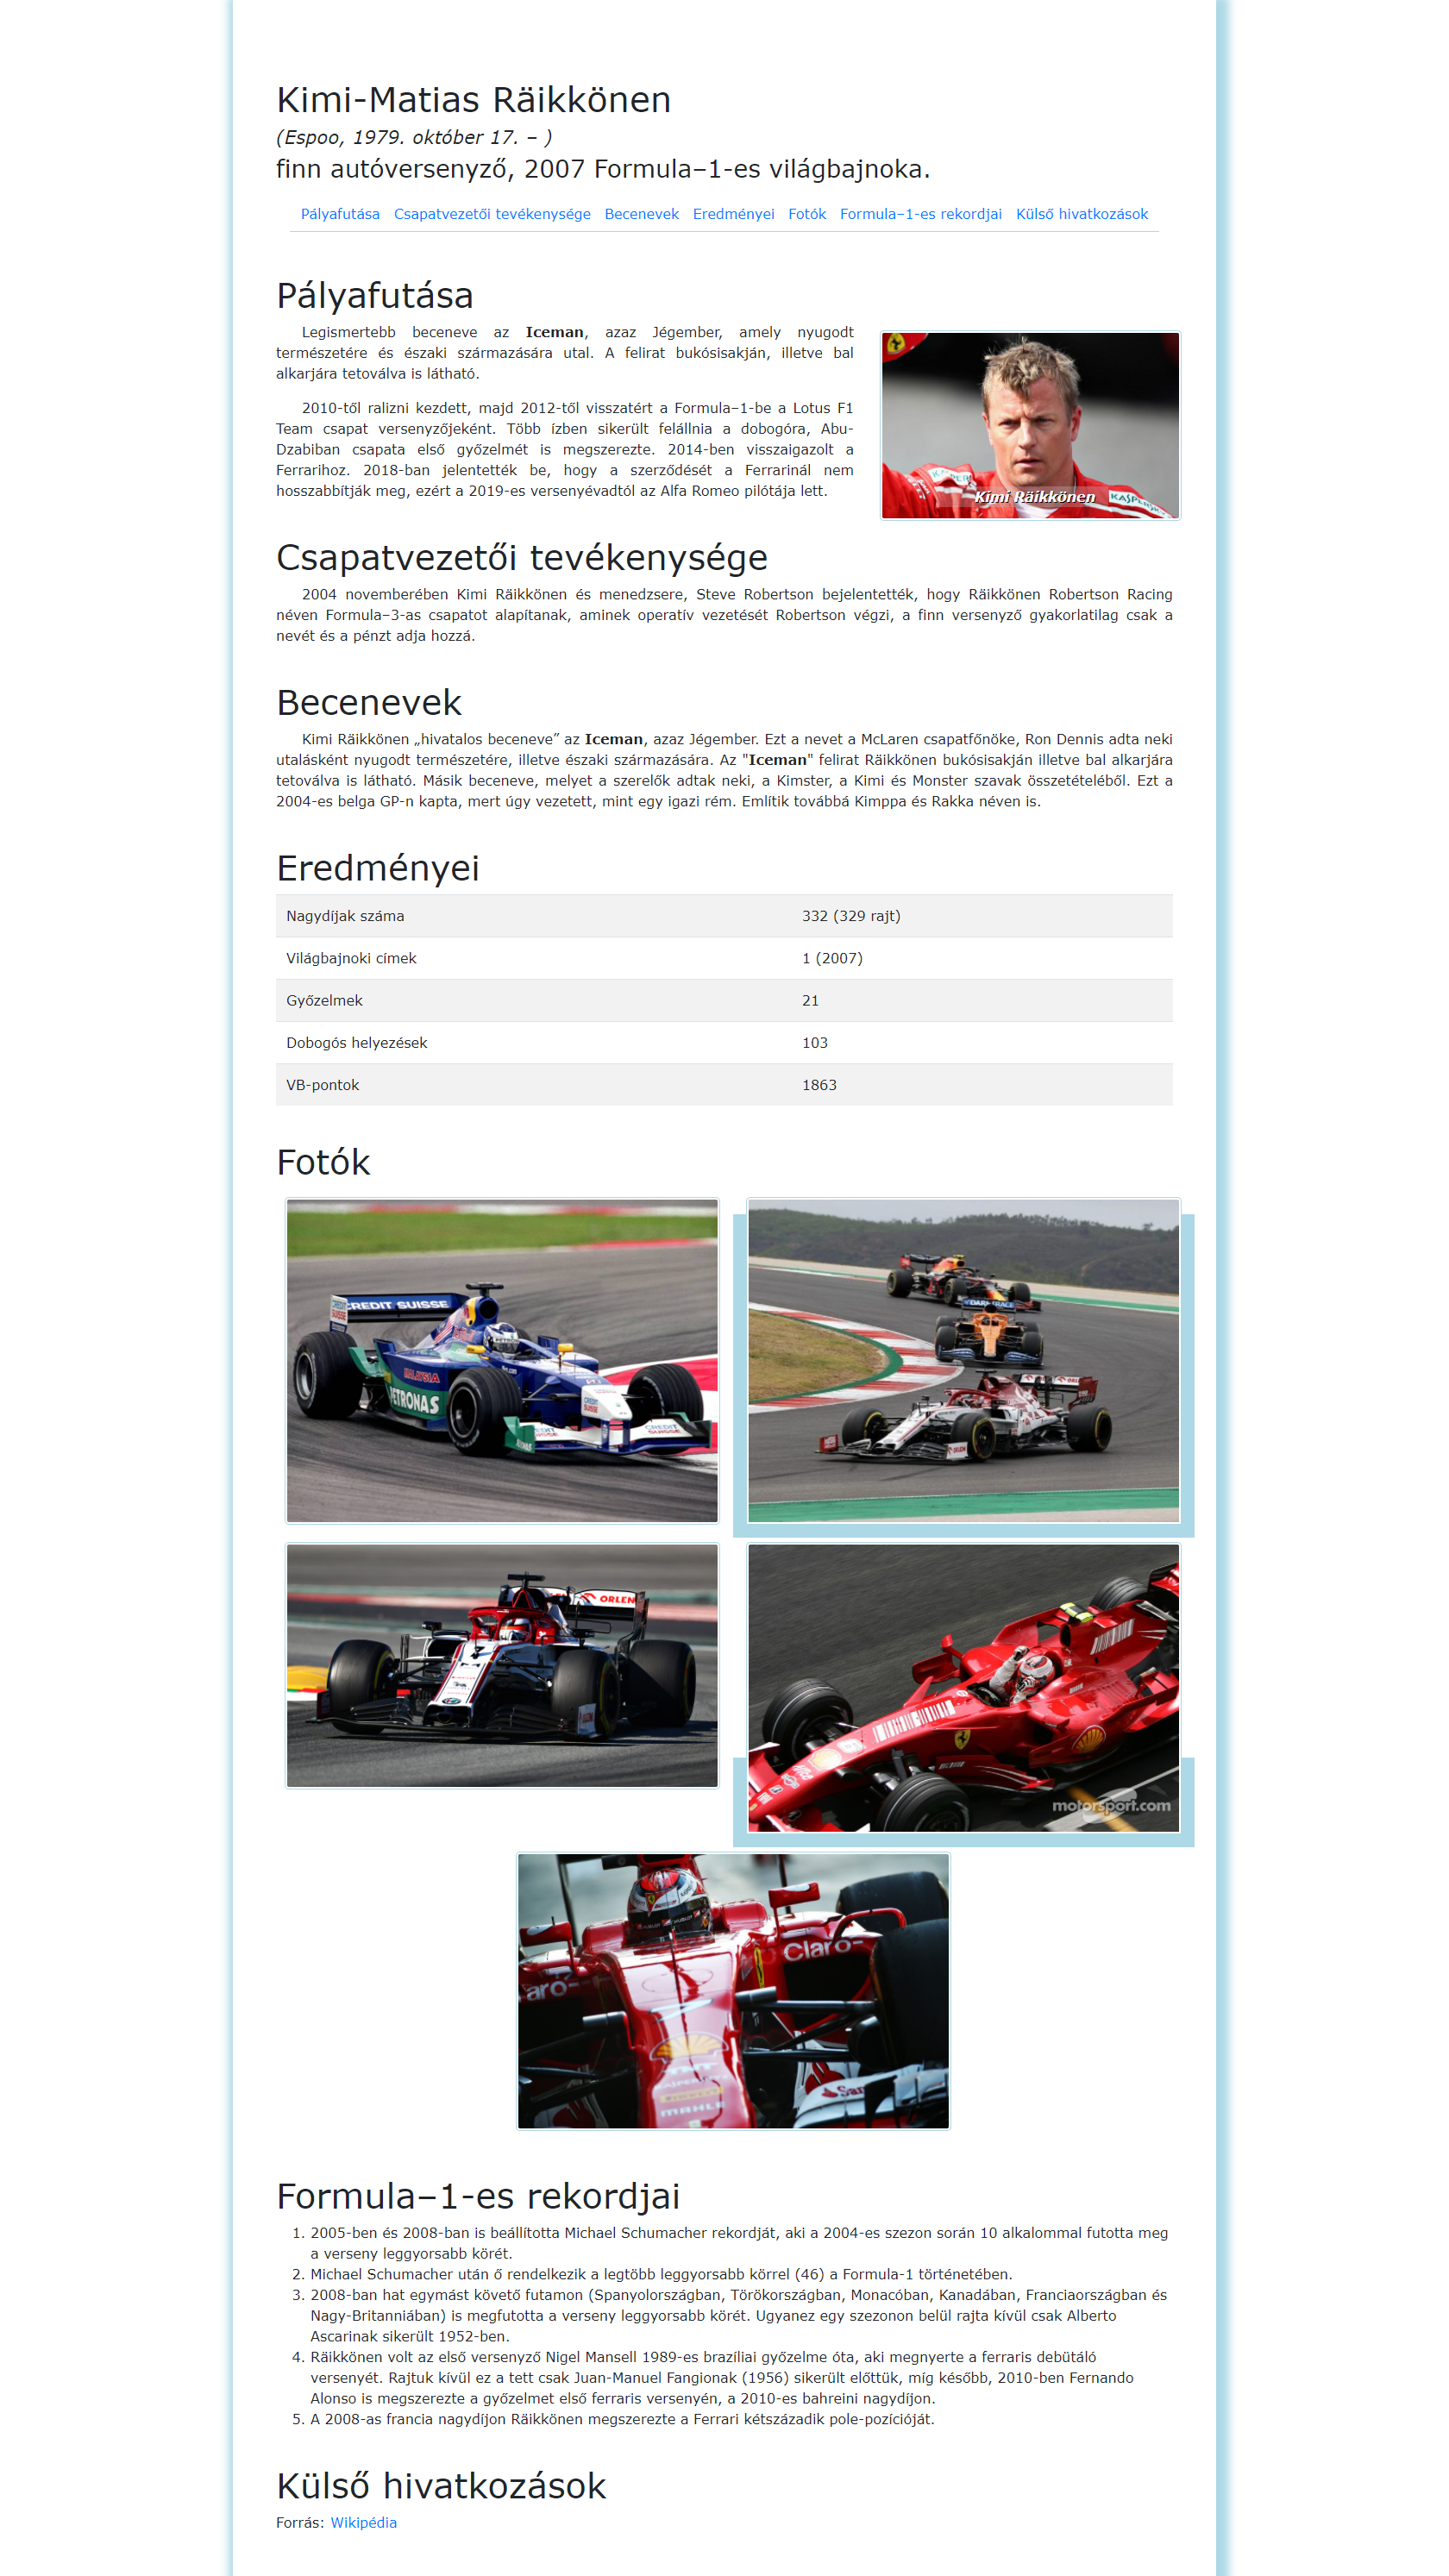 Kimi-Matias Räikkönen
(Espoo, 1979. október 17. – )
finn autóversenyző, 2007 Formula–1-es világbajnoka.
Pályafutása Csapatvezetői tevékenysége Becenevek Eredményei Fotók Formula–1-es rekordjai Külső hivatkozások
Pályafutása
Legismertebb beceneve az Iceman, azaz Jégember, amely nyugodt
természetére és északi származására utal. A felirat bukósisakján, illetve bal
alkarjára tetoválva is látható.
2010-től ralizni kezdett, majd 2012-től visszatért a Formula–1-be a Lotus F1
Team csapat versenyzőjeként. Több ízben sikerült felállnia a dobogóra, Abu-
Dzabiban csapata első győzelmét is megszerezte. 2014-ben visszaigazolt a
Ferrarihoz. 2018-ban jelentették be, hogy a szerződését a Ferrarinál nem
hosszabbítják meg, ezért a 2019-es versenyévadtól az Alfa Romeo pilótája lett.
KASPERSKY
Kimi Räikkönen
Csapatvezetői tevékenysége
2004 novemberében Kimi Räikkönen és menedzsere, Steve Robertson bejelentették, hogy Räikkönen Robertson Racing
néven Formula–3-as csapatot alapítanak, aminek operatív vezetését Robertson végzi, a finn versenyző gyakorlatilag csak a
nevét és a pénzt adja hozzá.
Becenevek
Kimi Räikkönen „hivatalos beceneve” az Iceman, azaz Jégember. Ezt a nevet a McLaren csapatfőnöke, Ron Dennis adta neki
utalásként nyugodt természetére, illetve északi származására. Az "Iceman" felirat Räikkönen bukósisakján illetve bal alkarjára
tetoválva is látható. Másik beceneve, melyet a szerelők adtak neki, a Kimster, a Kimi és Monster szavak összetételéből. Ezt a
2004-es belga GP-n kapta, mert úgy vezetett, mint egy igazi rém. Említik továbbá Kimppa és Rakka néven is.
Eredményei
Nagydíjak száma 332 (329 rajt)
Világbajnoki címek 1 (2007)
Győzelmek 21
Dobogós helyezések 103
VB-pontok 1863
Fotók
CREDIT SUISSE
MALAYSIA
PETRONAS
CREDIT SUISSE
ORLEN
motorsport.com
Claro-
MAHLE
Formula–1-es rekordjai
1. 2005-ben és 2008-ban is beállította Michael Schumacher rekordját, aki a 2004-es szezon során 10 alkalommal futotta meg
a verseny leggyorsabb körét.
2. Michael Schumacher után ő rendelkezik a legtöbb leggyorsabb körrel (46) a Formula-1 történetében.
3. 2008-ban hat egymást követő futamon (Spanyolországban, Törökországban, Monacóban, Kanadában, Franciaországban és
Nagy-Britanniában) is megfutotta a verseny leggyorsabb körét. Ugyanez egy szezonon belül rajta kívül csak Alberto
Ascarinak sikerült 1952-ben.
4. Räikkönen volt az első versenyző Nigel Mansell 1989-es brazíliai győzelme óta, aki megnyerte a ferraris debütáló
versenyét. Rajtuk kívül ez a tett csak Juan-Manuel Fangionak (1956) sikerült előttük, míg később, 2010-ben Fernando
Alonso is megszerezte a győzelmet első ferraris versenyén, a 2010-es bahreini nagydíjon.
5. A 2008-as francia nagydíjon Räikkönen megszerezte a Ferrari kétszázadik pole-pozícióját.
Külső hivatkozások
Forrás: Wikipédia